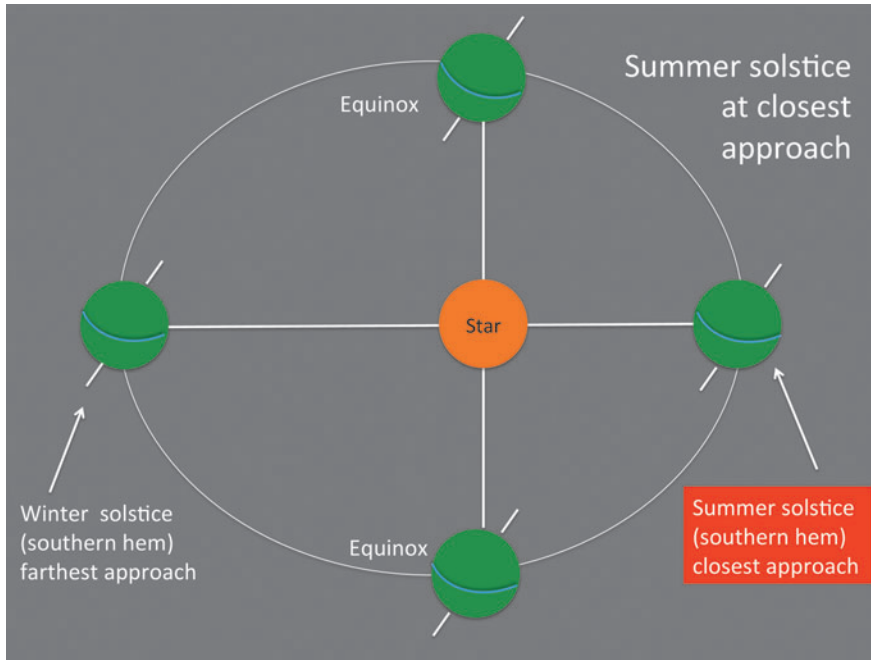 Summer solstice
at closest
approach
Equinox
Star
Winter solstice
(southern hem)
farthest approach
Equinox
Summer solstice
(southern hem)
closest approach